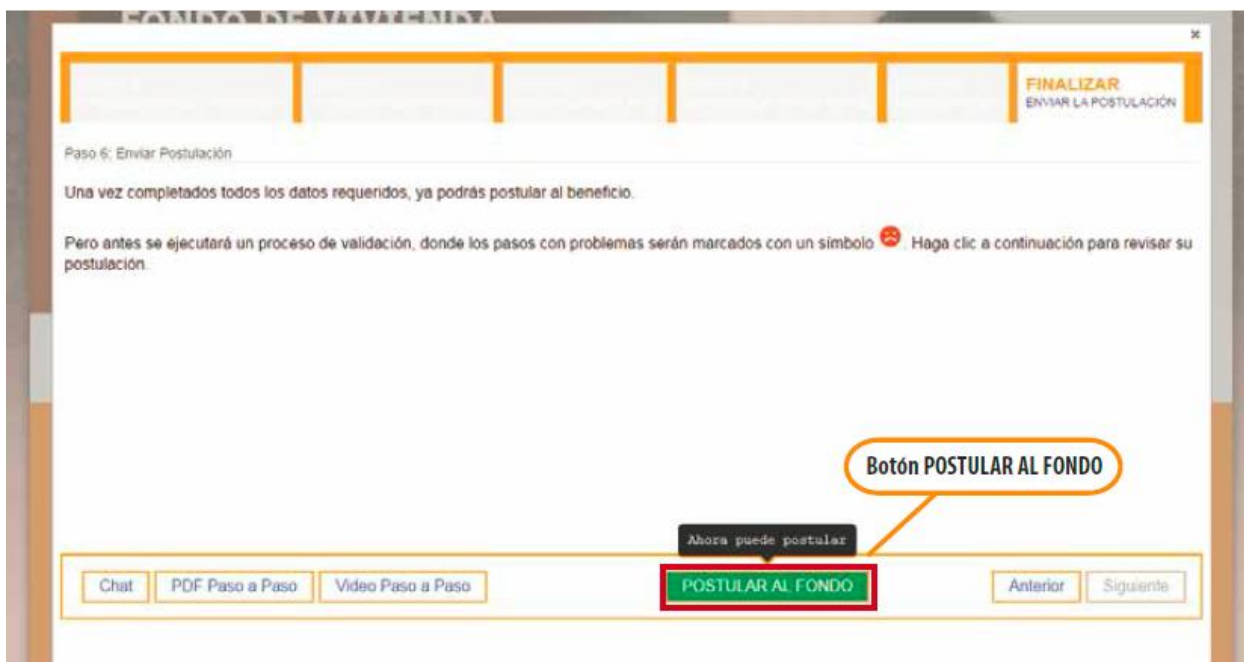 FONDO DE VIVIENDA
×
FINALIZAR
ENVIAR LA POSTULACIÓN
Paso 6: Enviar Postulación
Una vez completados todos los datos requeridos, ya podrás postular al beneficio.
Pero antes se ejecutará un proceso de validación, donde los pasos con problemas serán marcados con un símbolo . Haga clic a continuación para revisar su
postulación.
Botón POSTULAR AL FONDO
Ahora puede postular
Chat PDF Paso a Paso Video Paso a Paso POSTULAR AL FONDO Anterior Siguiente